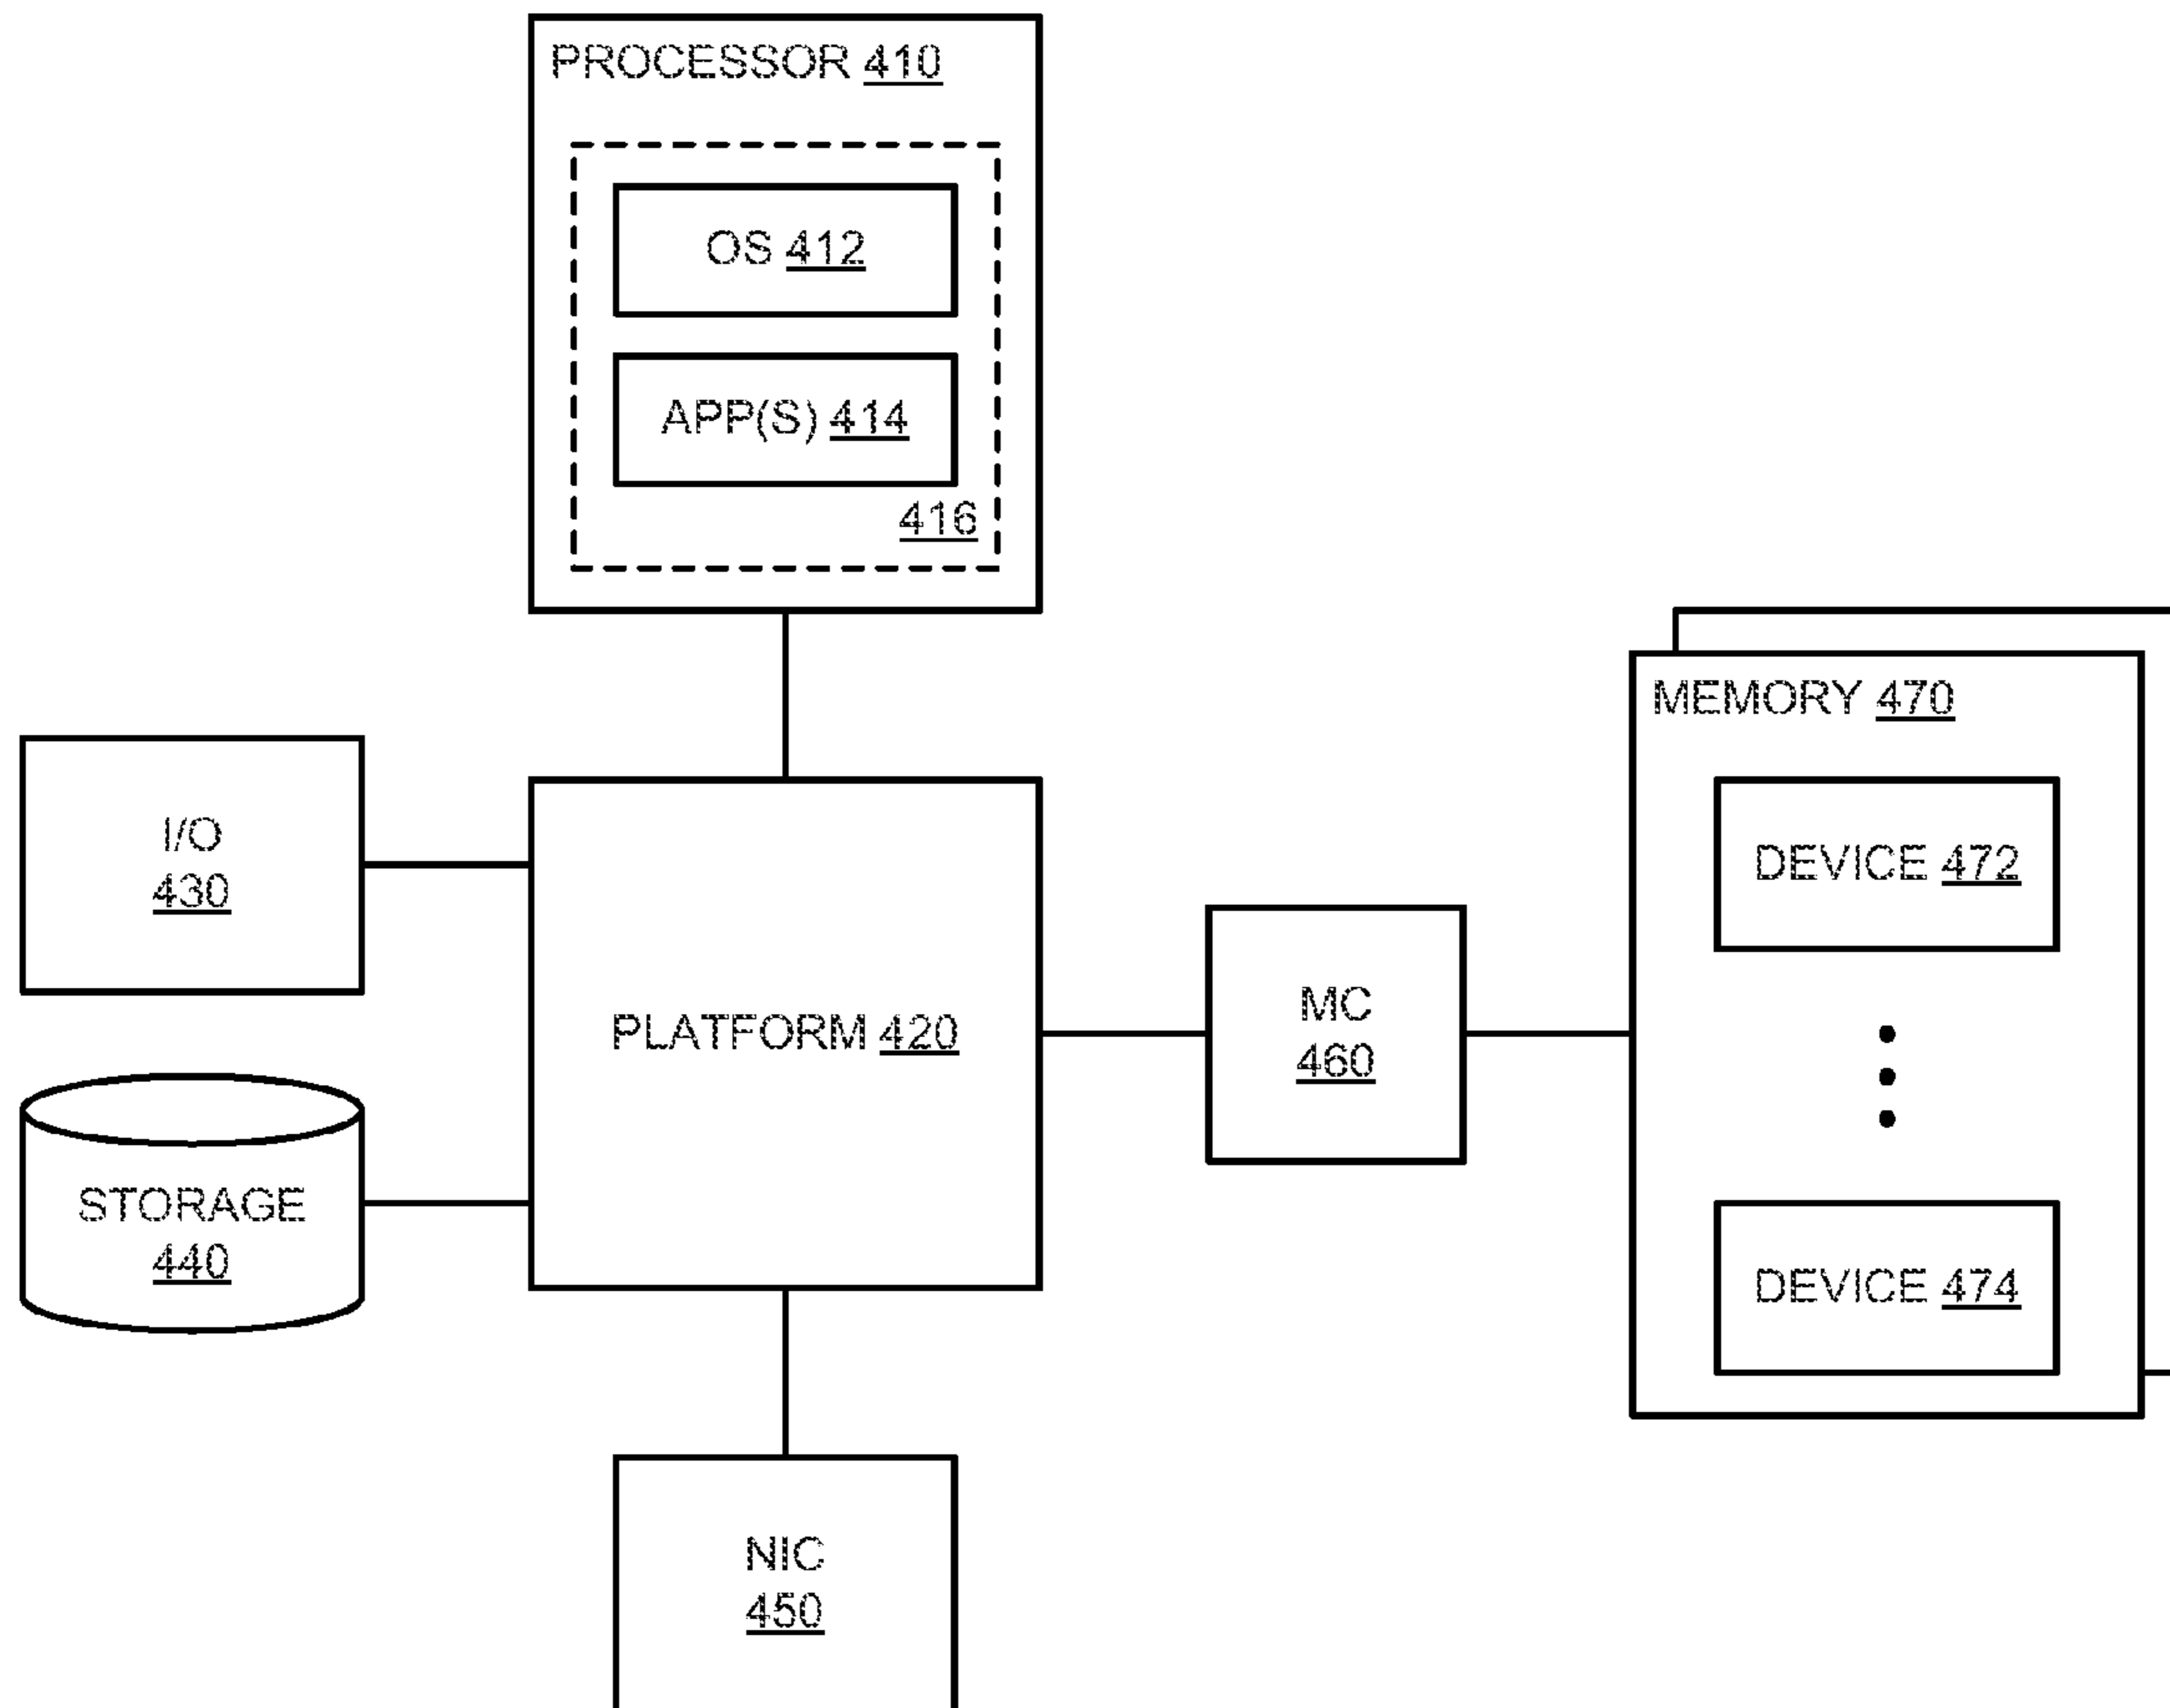 PROCESSOR 410
OS 412
APP(S) 414
416
MEMORY 470
I/O
430
DEVICE 472
PLATFORM 420
MC
460
STORAGE
440
DEVICE 474
NIC
450